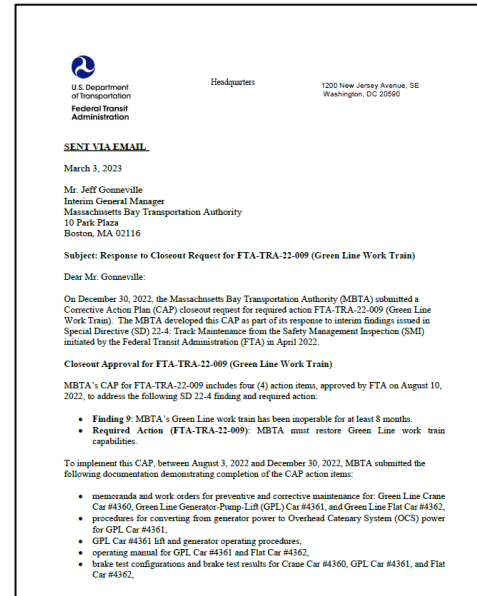 U.S. Department
of Transportation
Federal Transit
Administration
Headquarters
1200 New Jersey Avenue, SE
Washington, DC 20590
SENT VIA EMAIL
March 3, 2023
Mr. Jeff Gonneville
Interim General Manager
Massachusetts Bay Transportation Authority
10 Park Plaza
Boston, MA 02116
Subject: Response to Closeout Request for FTA-TRA-22-009 (Green Line Work Train)
Dear Mr. Gonneville:
On December 30, 2022, the Massachusetts Bay Transportation Authority (MBTA) submitted a
Corrective Action Plan (CAP) closeout request for required action FTA-TRA-22-009 (Green Line
Work Train). The MBTA developed this CAP as part of its response to interim findings issued in
Special Directive (SD) 22-4: Track Maintenance from the Safety Management Inspection (SMI)
initiated by the Federal Transit Administration (FTA) in April 2022.
Closeout Approval for FTA-TRA-22-009 (Green Line Work Train)
MBTA's CAP for FTA-TRA-22-009 includes four (4) action items, approved by FTA on August 10,
2022, to address the following SD 22-4 finding and required action:
• Finding 9: MBTA's Green Line work train has been inoperable for at least 8 months.
• Required Action (FTA-TRA-22-009): MBTA must restore Green Line work train
capabilities.
To implement this CAP, between August 3, 2022 and December 30, 2022, MBTA submitted the
following documentation demonstrating completion of the CAP action items:
• memoranda and work orders for preventive and corrective maintenance for: Green Line Crane
Car #4360, Green Line Generator-Pump-Lift (GPL) Car #4361, and Green Line Flat Car #4362,
• procedures for converting from generator power to Overhead Catenary System (OCS) power
for GPL Car #4361,
• GPL Car #4361 lift and generator operating procedures,
• operating manual for GPL Car #4361 and Flat Car #4362,
• brake test configurations and brake test results for Crane Car #4360, GPL Car #4361, and Flat
Car #4362,